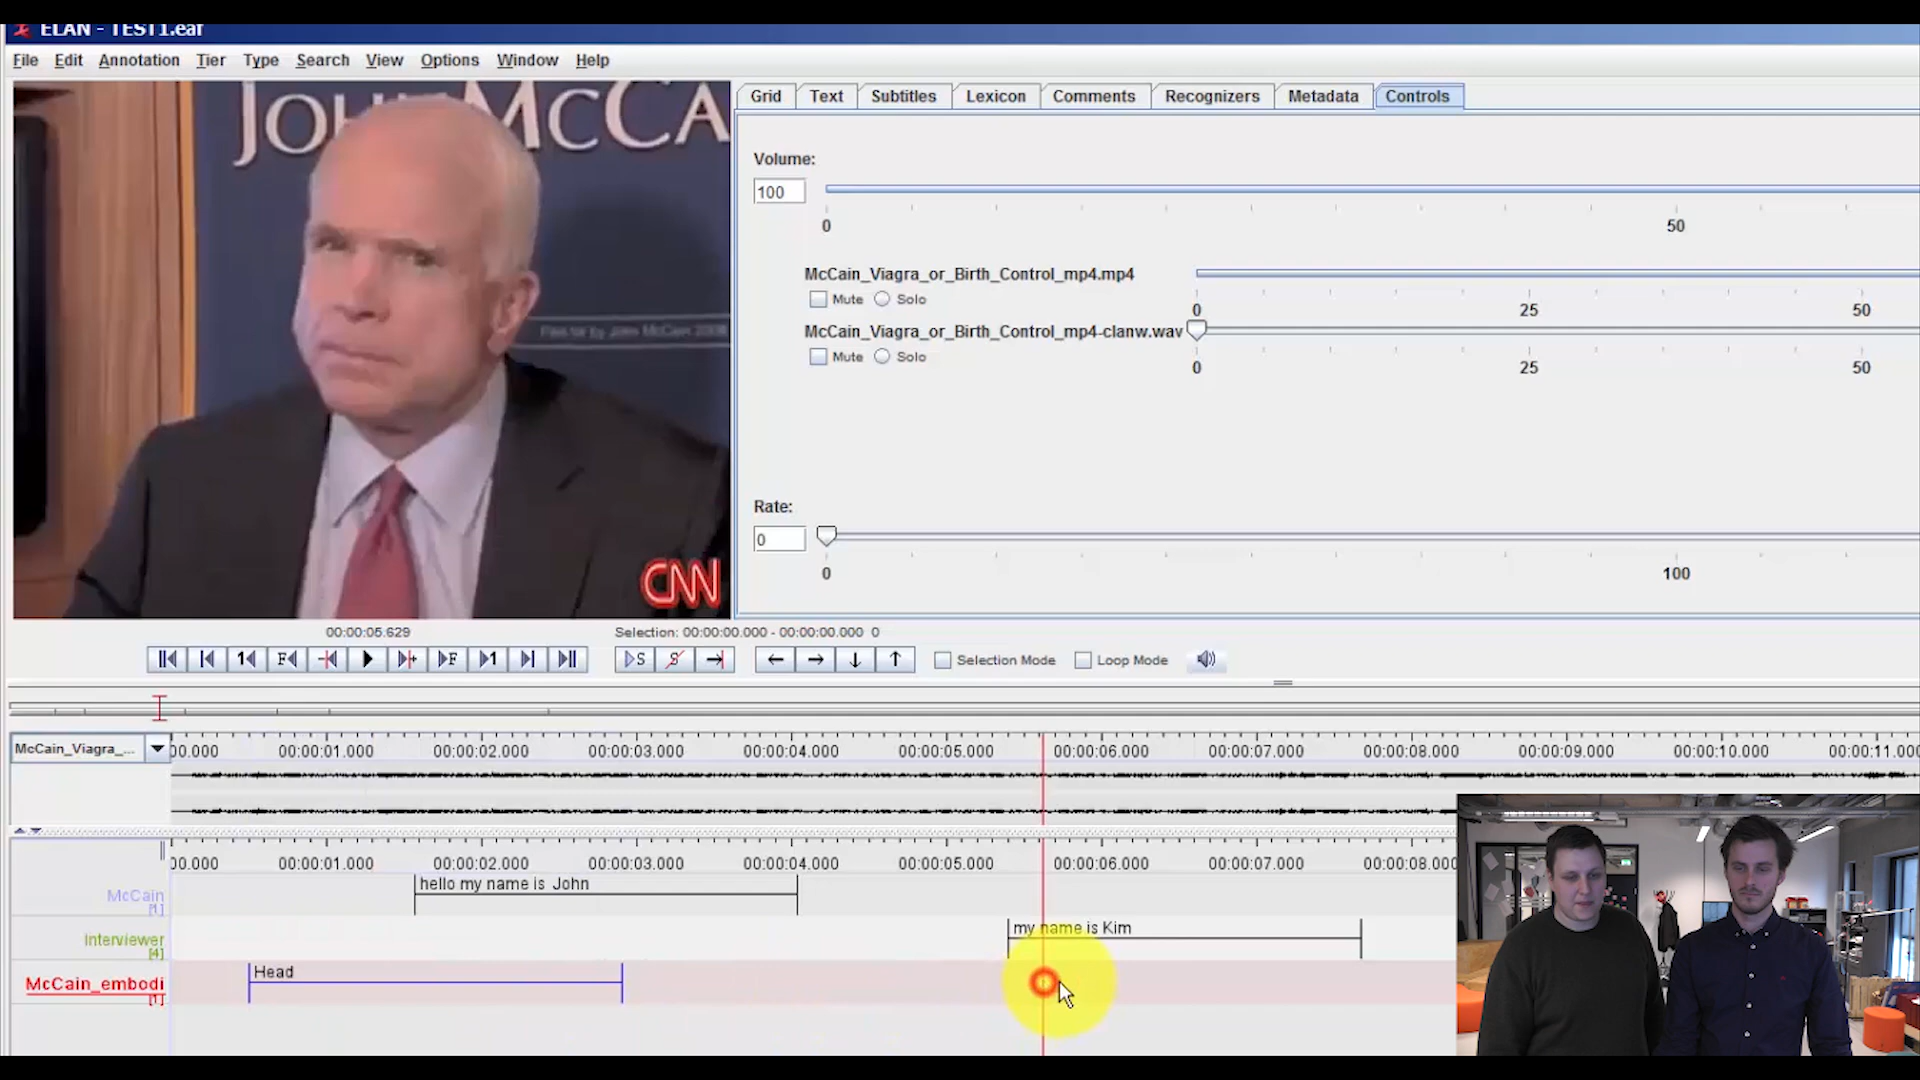 ELAN - TEST1.eaf
File Edit Annotation Tier Type Search View Options Window Help
JOHN MCCA
CNN
Grid Text Subtitles Lexicon Comments Recognizers Metadata Controls
Volume:
100
0 50
McCain_Viagra_or_Birth_Control_mp4.mp4
Mute Solo
0 25 50
McCain_Viagra_or_Birth_Control_mp4-clanw.wav
Mute Solo
0 25 50
Rate:
0
0 100
00:00:05.629
Selection: 00:00:00.000 - 00:00:00.000 0
1 F F 1 S S Selection Mode Loop Mode
McCain_Viagra_... 00.000 00:00:01.000 00:00:02.000 00:00:03.000 00:00:04.000 00:00:05.000 00:00:06.000 00:00:07.000 00:00:08.000 00:00:09.000 00:00:10.000 00:00:11.000
00.000 00:00:01.000 00:00:02.000 00:00:03.000 00:00:04.000 00:00:05.000 00:00:06.000 00:00:07.000 00:00:08.000
hello my name is John
McCain
[1]
my name is Kim
Interviewer
[4]
Head
McCain_embodi
[1]